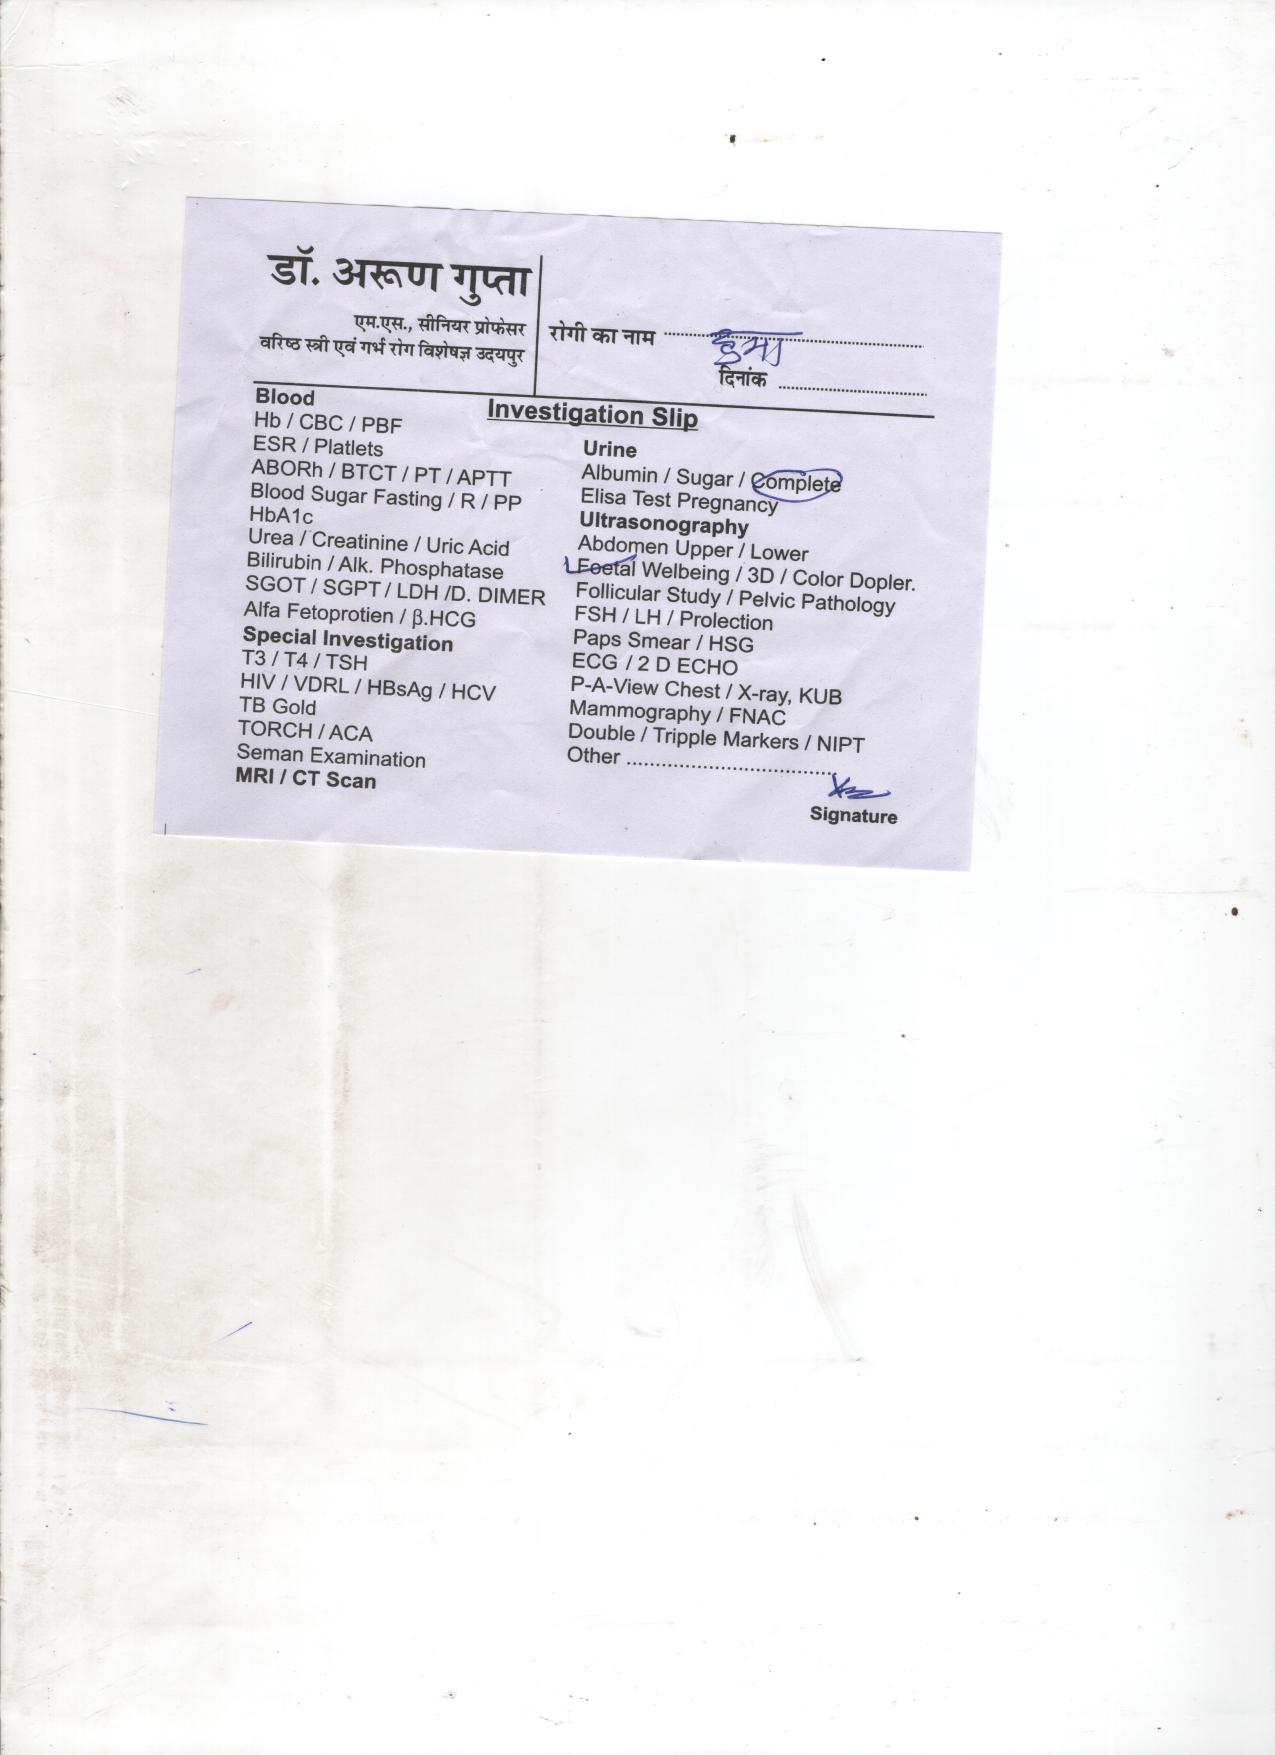 डॉ. अरूण गुप्ता
एम.एस., सीनियर प्रोफेसर
वरिष्ठ स्त्री एवं गर्भ रोग विशेषज्ञ उदयपुर
रोगी का नाम
दिनांक
Investigation Slip
Blood
Hb / CBC / PBF
ESR / Platlets
ABORh / BTCT / PT / APTT
Blood Sugar Fasting / R / PP
HbA1c
Urea / Creatinine / Uric Acid
Bilirubin / Alk. Phosphatase
SGOT / SGPT / LDH /D. DIMER
Alfa Fetoprotien / β.HCG
Special Investigation
T3 / T4 / TSH
HIV / VDRL / HBsAg / HCV
TB Gold
TORCH / ACA
Seman Examination
MRI / CT Scan
Urine
Albumin / Sugar / Complete
Elisa Test Pregnancy
Ultrasonography
Abdomen Upper / Lower
Foetal Welbeing / 3D / Color Dopler.
Follicular Study / Pelvic Pathology
FSH / LH / Prolection
Paps Smear / HSG
ECG / 2 D ECHO
P-A-View Chest / X-ray, KUB
Mammography / FNAC
Double / Tripple Markers / NIPT
Other
Signature